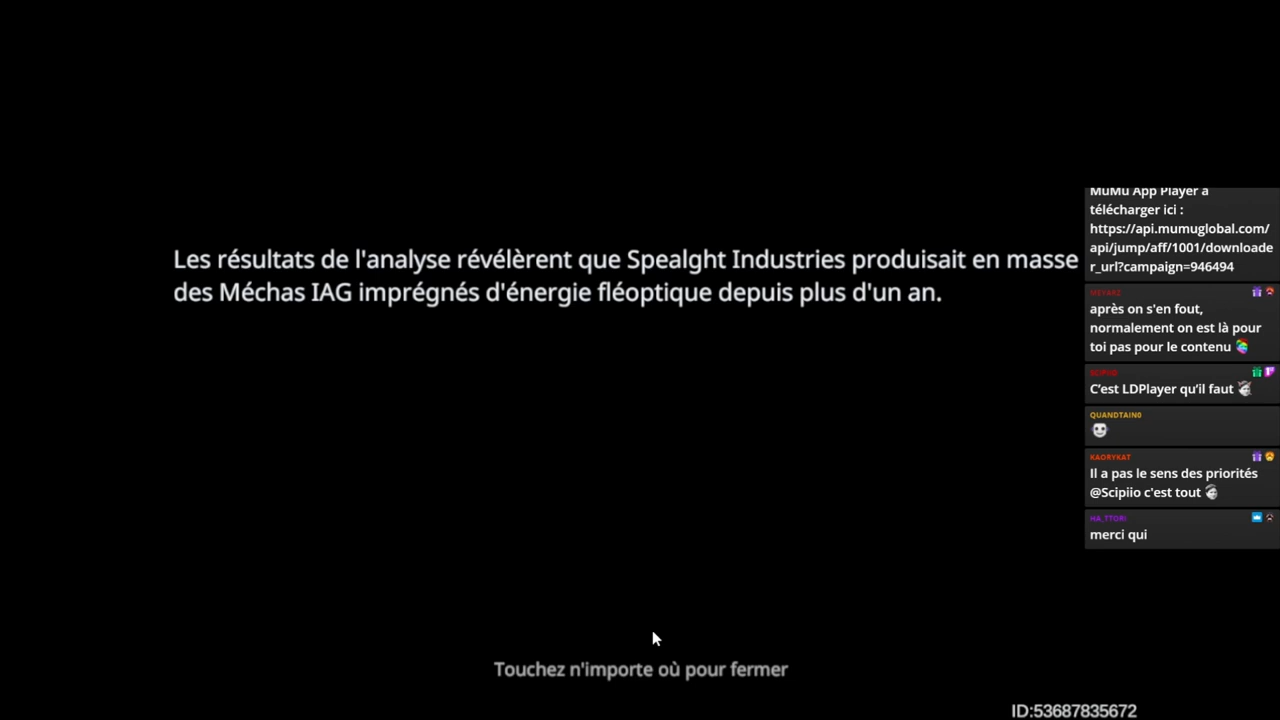 Les résultats de l'analyse révélèrent que Spealght Industries produisait en masse
des Méchas IAG imprégnés d'énergie fléoptique depuis plus d'un an.
MuMu App Player a
télécharger ici :
https://api.mumuglobal.com/
api/jump/aff/1001/downloade
r_url?campaign=946494
après on s'en fout,
normalement on est là pour
toi pas pour le contenu
SCIPIIO
C'est LDPlayer qu'il faut
QUANDTAIN0
KAORYKAT
Il a pas le sens des priorités
@Scipiio c'est tout
HA_TTORI
merci qui
Touchez n'importe où pour fermer
ID:53687835672